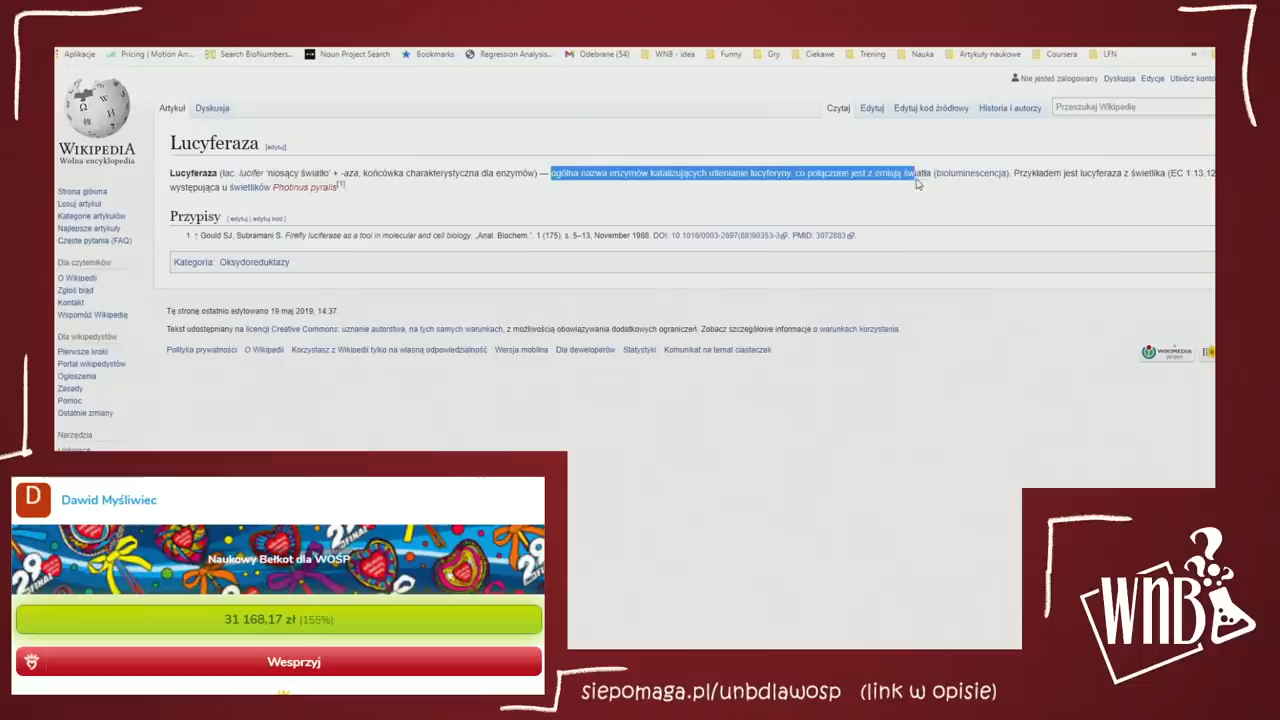 Aplikacje Pricing | Motion Arr... Search BioNumbers... Noun Project Search Bookmarks Regression Analysis... Odebrane (54) WNB - idea Funny Gry Ciekawe Trening Nauka Artykuły naukowe Coursera LFN »
Nie jesteś zalogowany Dyskusja Edycje Utwórz konto
Artykuł Dyskusja Czytaj Edytuj Edytuj kod źródłowy Historia i autorzy Przeszukaj Wikipedię
WIKIPEDIA
Wolna encyklopedia
Lucyferaza [edytuj]
Lucyferaza (łac. lucifer 'niosący światło' + -aza, końcówka charakterystyczna dla enzymów) — ogólna nazwa enzymów katalizujących utlenianie lucyferyny, co połączone jest z emisją światła (bioluminescencja). Przykładem jest lucyferaza z świetlika (EC 1.13.12
występująca u świetlików Photinus pyralis[1]
Przypisy [ edytuj | edytuj kod ]
1. ↑ Gould SJ, Subramani S. Firefly luciferase as a tool in molecular and cell biology. „Anal. Biochem.”. 1 (175), s. 5–13, November 1988. DOI: 10.1016/0003-2697(88)90353-3. PMID: 3072883.
Kategoria: Oksydoreduktazy
Tę stronę ostatnio edytowano 19 maj 2019, 14:37.
Tekst udostępniany na licencji Creative Commons: uznanie autorstwa, na tych samych warunkach, z możliwością obowiązywania dodatkowych ograniczeń. Zobacz szczegółowe informacje o warunkach korzystania.
Polityka prywatności O Wikipedii Korzystasz z Wikipedii tylko na własną odpowiedzialność Wersja mobilna Dla deweloperów Statystyki Komunikat na temat ciasteczek
WIKIMEDIA
project
Strona główna
Losuj artykuł
Kategorie artykułów
Najlepsze artykuły
Częste pytania (FAQ)
Dla czytelników
O Wikipedii
Zgłoś błąd
Kontakt
Wspomóż Wikipedię
Dla wikipedystów
Pierwsze kroki
Portal wikipedystów
Ogłoszenia
Zasady
Pomoc
Ostatnie zmiany
Narzędzia
D
Dawid Myśliwiec
Naukowy Bełkot dla WOŚP
31 168,17 zł (155%)
Wesprzyj
WNB
siepomaga.pl/unbdlawosp (link w opisie)